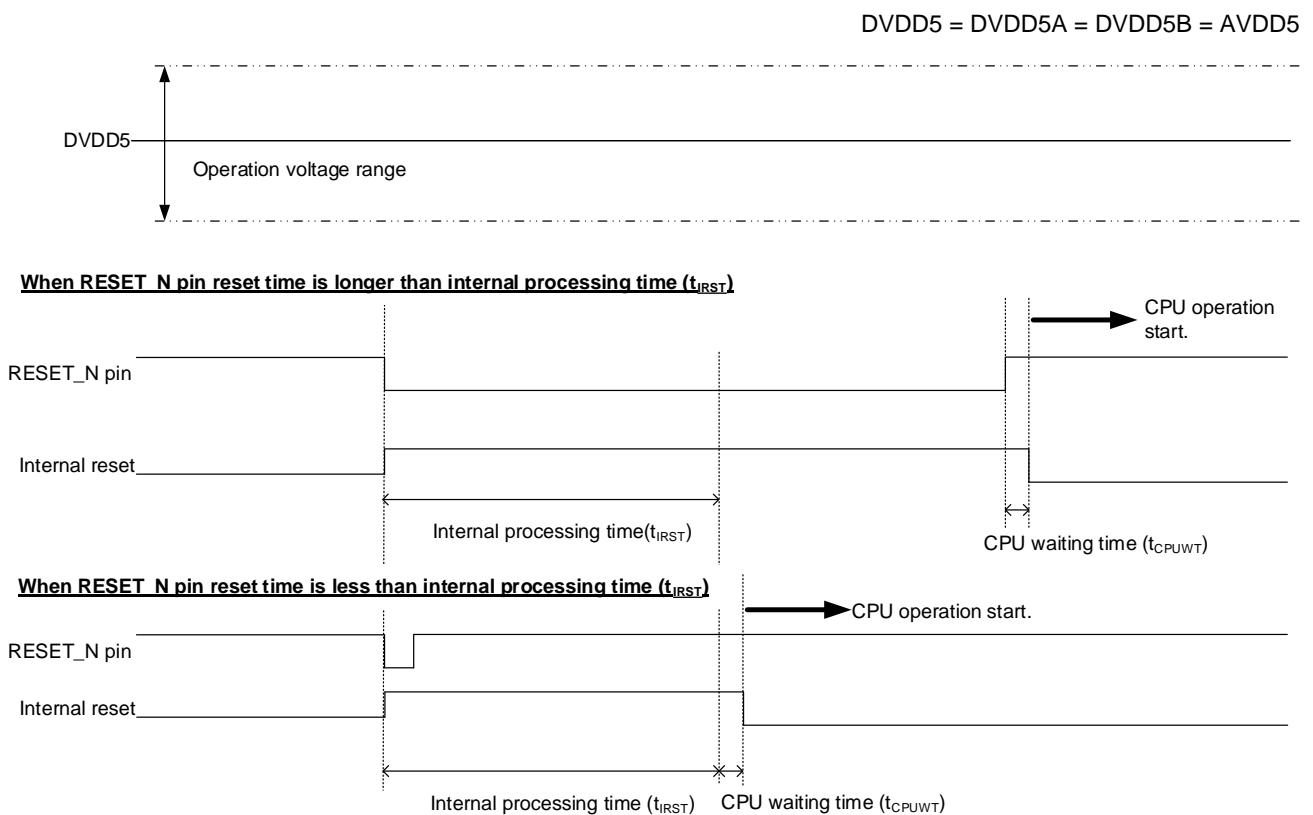 DVDD5 = DVDD5A = DVDD5B = AVDD5
DVDD5
Operation voltage range
When RESET_N pin reset time is longer than internal processing time (tIRST)
CPU operation
start.
RESET_N pin
Internal reset
Internal processing time(tIRST)
CPU waiting time (tCPUWT)
When RESET_N pin reset time is less than internal processing time (tIRST)
CPU operation start.
RESET_N pin
Internal reset
Internal processing time (tIRST)
CPU waiting time (tCPUWT)